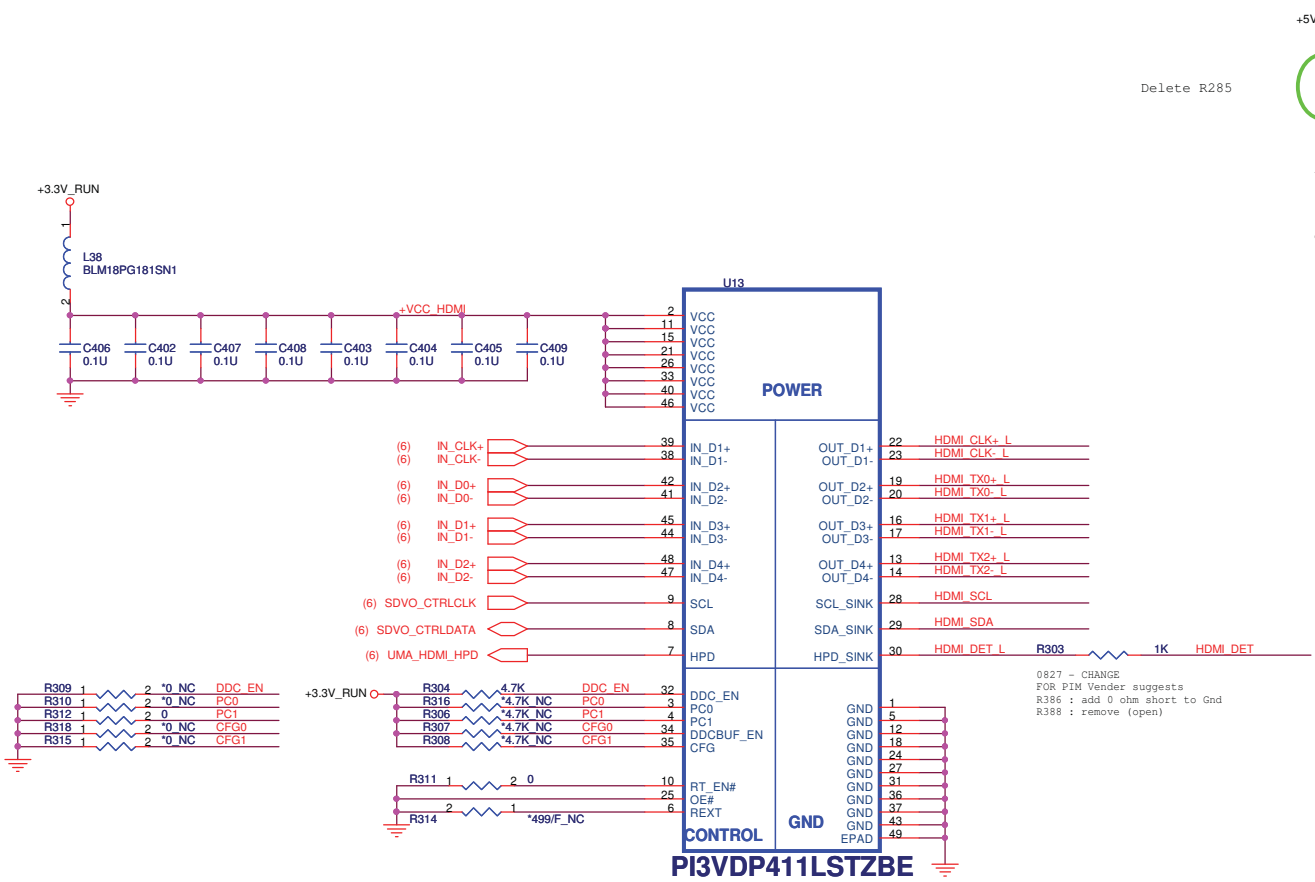 +5V
Delete R285
+3.3V_RUN
1
L38
BLM18PG181SN1
2
+VCC_HDMI
C406
0.1U
C402
0.1U
C407
0.1U
C408
0.1U
C403
0.1U
C404
0.1U
C405
0.1U
C409
0.1U
U13
2 VCC
11 VCC
15 VCC
21 VCC
26 VCC
33 VCC
40 VCC
46 VCC
POWER
(6) IN_CLK+ 39 IN_D1+ OUT_D1+ 22 HDMI_CLK+_L
(6) IN_CLK- 38 IN_D1- OUT_D1- 23 HDMI_CLK-_L
(6) IN_D0+ 42 IN_D2+ OUT_D2+ 19 HDMI_TX0+_L
(6) IN_D0- 41 IN_D2- OUT_D2- 20 HDMI_TX0-_L
(6) IN_D1+ 45 IN_D3+ OUT_D3+ 16 HDMI_TX1+_L
(6) IN_D1- 44 IN_D3- OUT_D3- 17 HDMI_TX1-_L
(6) IN_D2+ 48 IN_D4+ OUT_D4+ 13 HDMI_TX2+_L
(6) IN_D2- 47 IN_D4- OUT_D4- 14 HDMI_TX2-_L
(6) SDVO_CTRLCLK 9 SCL SCL_SINK 28 HDMI_SCL
(6) SDVO_CTRLDATA 8 SDA SDA_SINK 29 HDMI_SDA
(6) UMA_HDMI_HPD 7 HPD HPD_SINK 30 HDMI_DET_L R303 1K HDMI_DET
0827 - CHANGE
FOR PIM Vender suggests
R386 : add 0 ohm short to Gnd
R388 : remove (open)
R309 1 2 *0_NC DDC_EN
R310 1 2 *0_NC PC0
R312 1 2 0 PC1
R318 1 2 *0_NC CFG0
R315 1 2 *0_NC CFG1
+3.3V_RUN
R304 4.7K DDC_EN 32 DDC_EN
R316 *4.7K_NC PC0 3 PC0
R306 *4.7K_NC PC1 4 PC1
R307 *4.7K_NC CFG0 34 DDCBUF_EN
R308 *4.7K_NC CFG1 35 CFG
R311 1 2 0 10 RT_EN#
25 OE#
R314 2 1 *499/F_NC 6 REXT
CONTROL
GND 1
GND 5
GND 12
GND 18
GND 24
GND 27
GND 31
GND 36
GND 37
GND 43
EPAD 49
GND
PI3VDP411LSTZBE